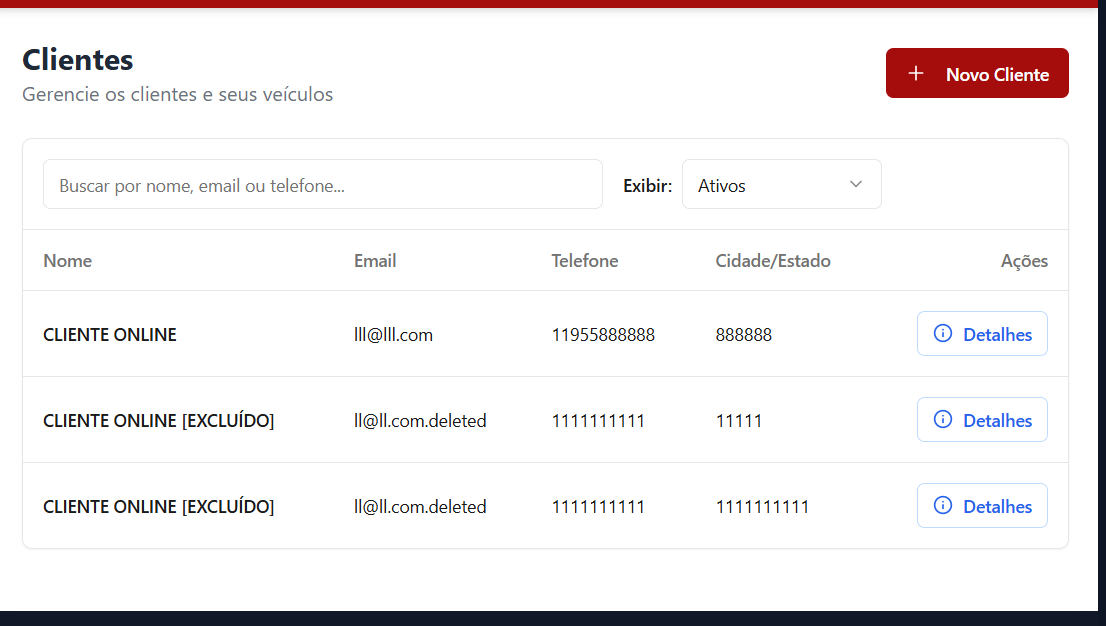 Clientes
Gerencie os clientes e seus veículos
+ Novo Cliente
Buscar por nome, email ou telefone...
Exibir: Ativos
Nome Email Telefone Cidade/Estado Ações
CLIENTE ONLINE lll@lll.com 11955888888 888888 Detalhes
CLIENTE ONLINE [EXCLUÍDO] ll@ll.com.deleted 1111111111 11111 Detalhes
CLIENTE ONLINE [EXCLUÍDO] ll@ll.com.deleted 1111111111 1111111111 Detalhes